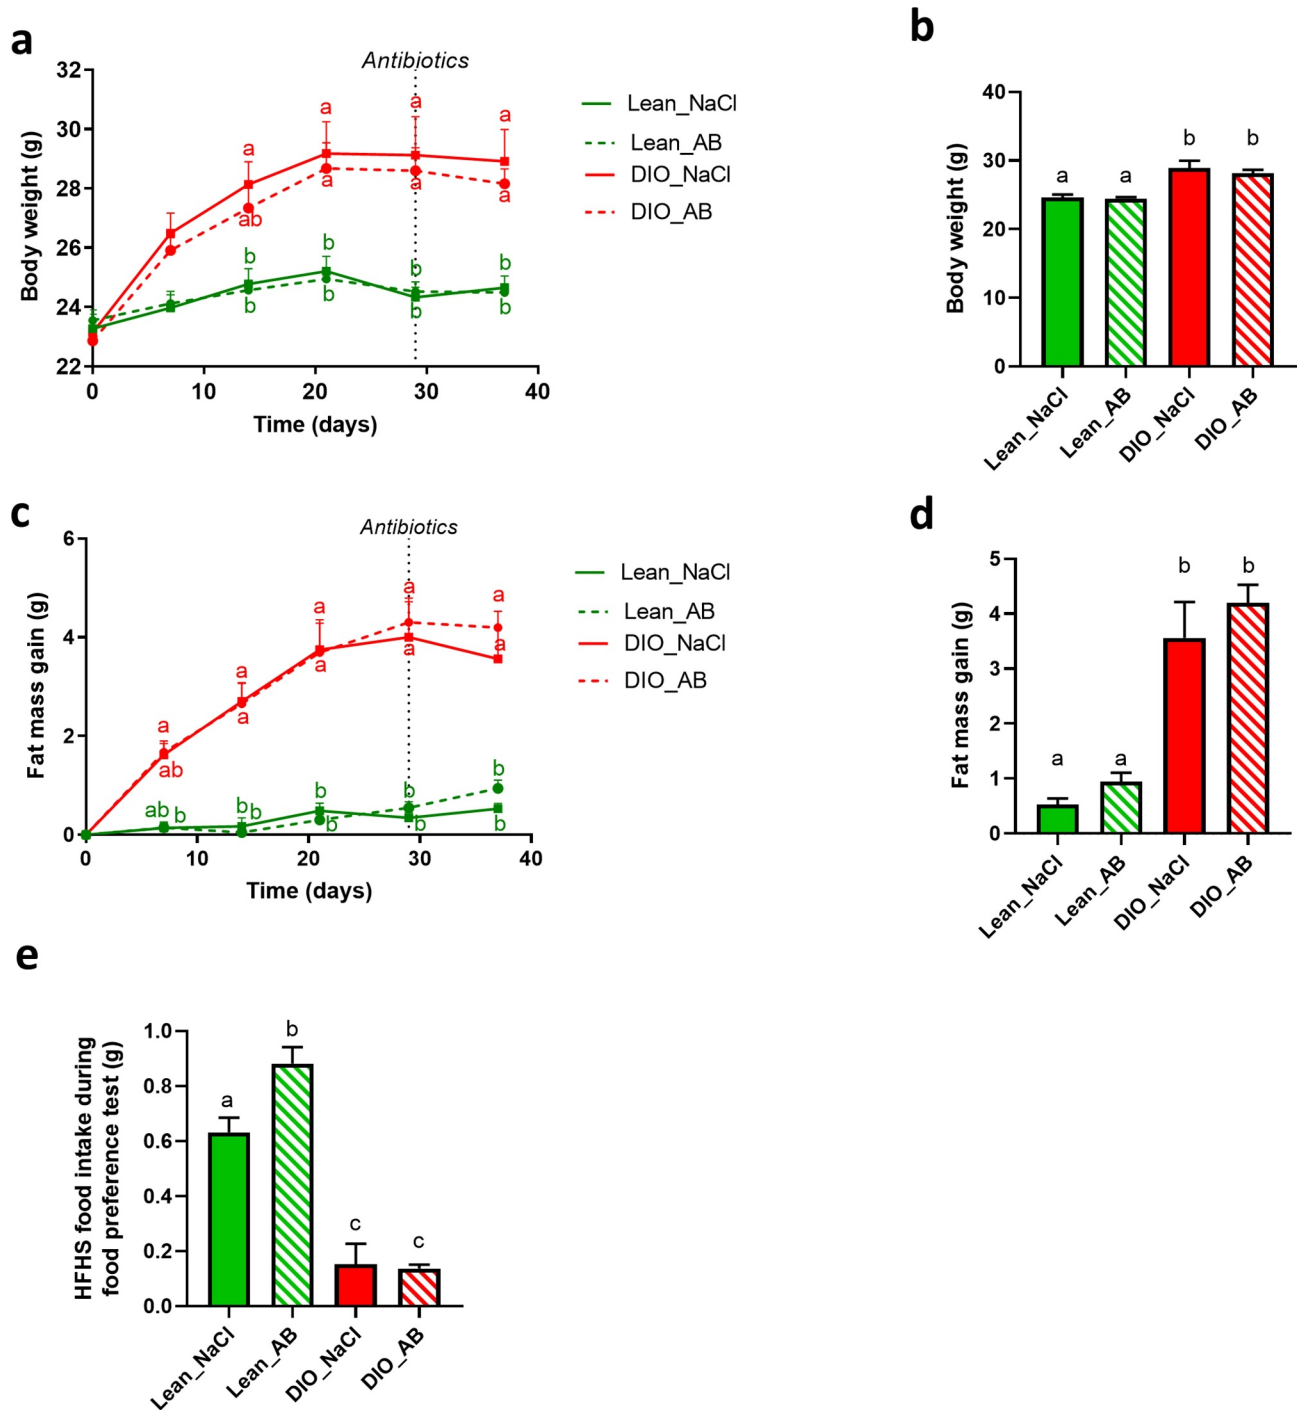 a
Antibiotics
Body weight (g)
32
30
28
26
24
22
a
a
a
a
a
a
a
ab
b
b
b
b
b
b
b
b
0
10
20
30
40
Time (days)
Lean_NaCl
Lean_AB
DIO_NaCl
DIO_AB
b
Body weight (g)
40
30
20
10
0
a
a
b
b
Lean_NaCl
Lean_AB
DIO_NaCl
DIO_AB
c
Antibiotics
Fat mass gain (g)
6
4
2
0
a
a
a
a
a
a
a
a
a
ab
ab
b
b
b
b
b
b
b
b
b
0
10
20
30
40
Time (days)
Lean_NaCl
Lean_AB
DIO_NaCl
DIO_AB
d
Fat mass gain (g)
5
4
3
2
1
0
a
a
b
b
Lean_NaCl
Lean_AB
DIO_NaCl
DIO_AB
e
HFHS food intake during
food preference test (g)
1.0
0.8
0.6
0.4
0.2
0.0
a
b
c
c
Lean_NaCl
Lean_AB
DIO_NaCl
DIO_AB